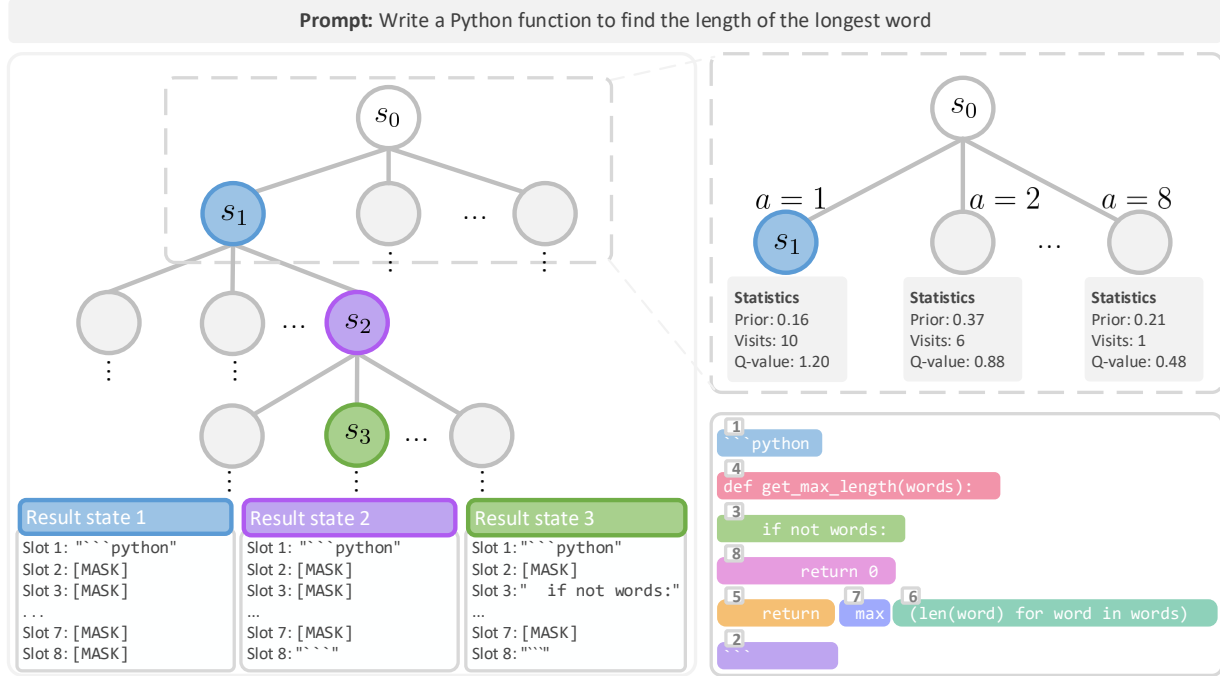 Prompt: Write a Python function to find the length of the longest word
s0
s1
...
s2
...
s3
...
Result state 1
Slot 1: "```python"
Slot 2: [MASK]
Slot 3: [MASK]
...
Slot 7: [MASK]
Slot 8: [MASK]
Result state 2
Slot 1: "```python"
Slot 2: [MASK]
Slot 3: [MASK]
...
Slot 7: [MASK]
Slot 8: "```"
Result state 3
Slot 1: "```python"
Slot 2: [MASK]
Slot 3: "  if not words:"
...
Slot 7: [MASK]
Slot 8: "```"
s0
a = 1
a = 2
a = 8
s1
...
Statistics
Prior: 0.16
Visits: 10
Q-value: 1.20
Statistics
Prior: 0.37
Visits: 6
Q-value: 0.88
Statistics
Prior: 0.21
Visits: 1
Q-value: 0.48
1
```python
4
def get_max_length(words):
3
if not words:
8
return 0
5 7 6
return max (len(word) for word in words)
2
```